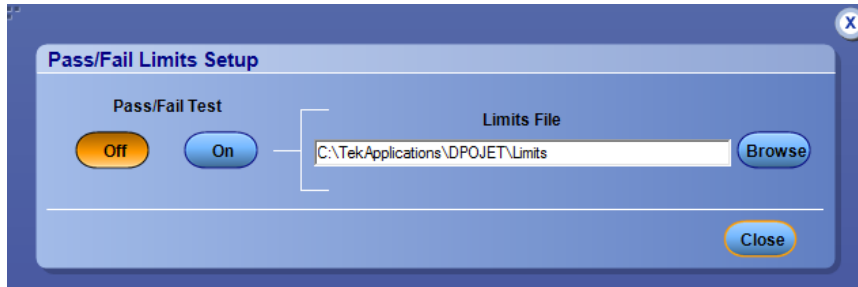 X
Pass/Fail Limits Setup
Pass/Fail Test
Off
On
Limits File
C:\TekApplications\DPOJET\Limits
Browse
Close